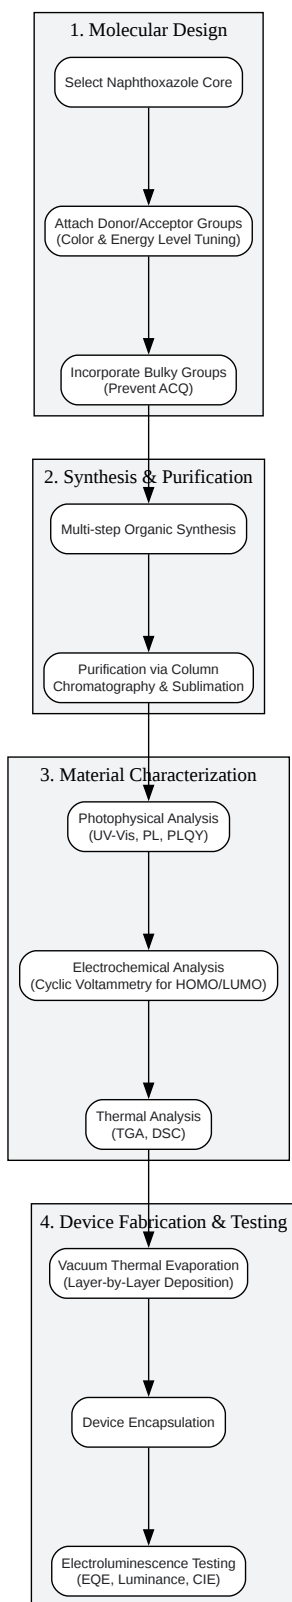 1. Molecular Design
Select Naphthoxazole Core
Attach Donor/Acceptor Groups
(Color & Energy Level Tuning)
Incorporate Bulky Groups
(Prevent ACQ)
2. Synthesis & Purification
Multi-step Organic Synthesis
Purification via Column
Chromatography & Sublimation
3. Material Characterization
Photophysical Analysis
(UV-Vis, PL, PLQY)
Electrochemical Analysis
(Cyclic Voltammetry for HOMO/LUMO)
Thermal Analysis
(TGA, DSC)
4. Device Fabrication & Testing
Vacuum Thermal Evaporation
(Layer-by-Layer Deposition)
Device Encapsulation
Electroluminescence Testing
(EQE, Luminance, CIE)